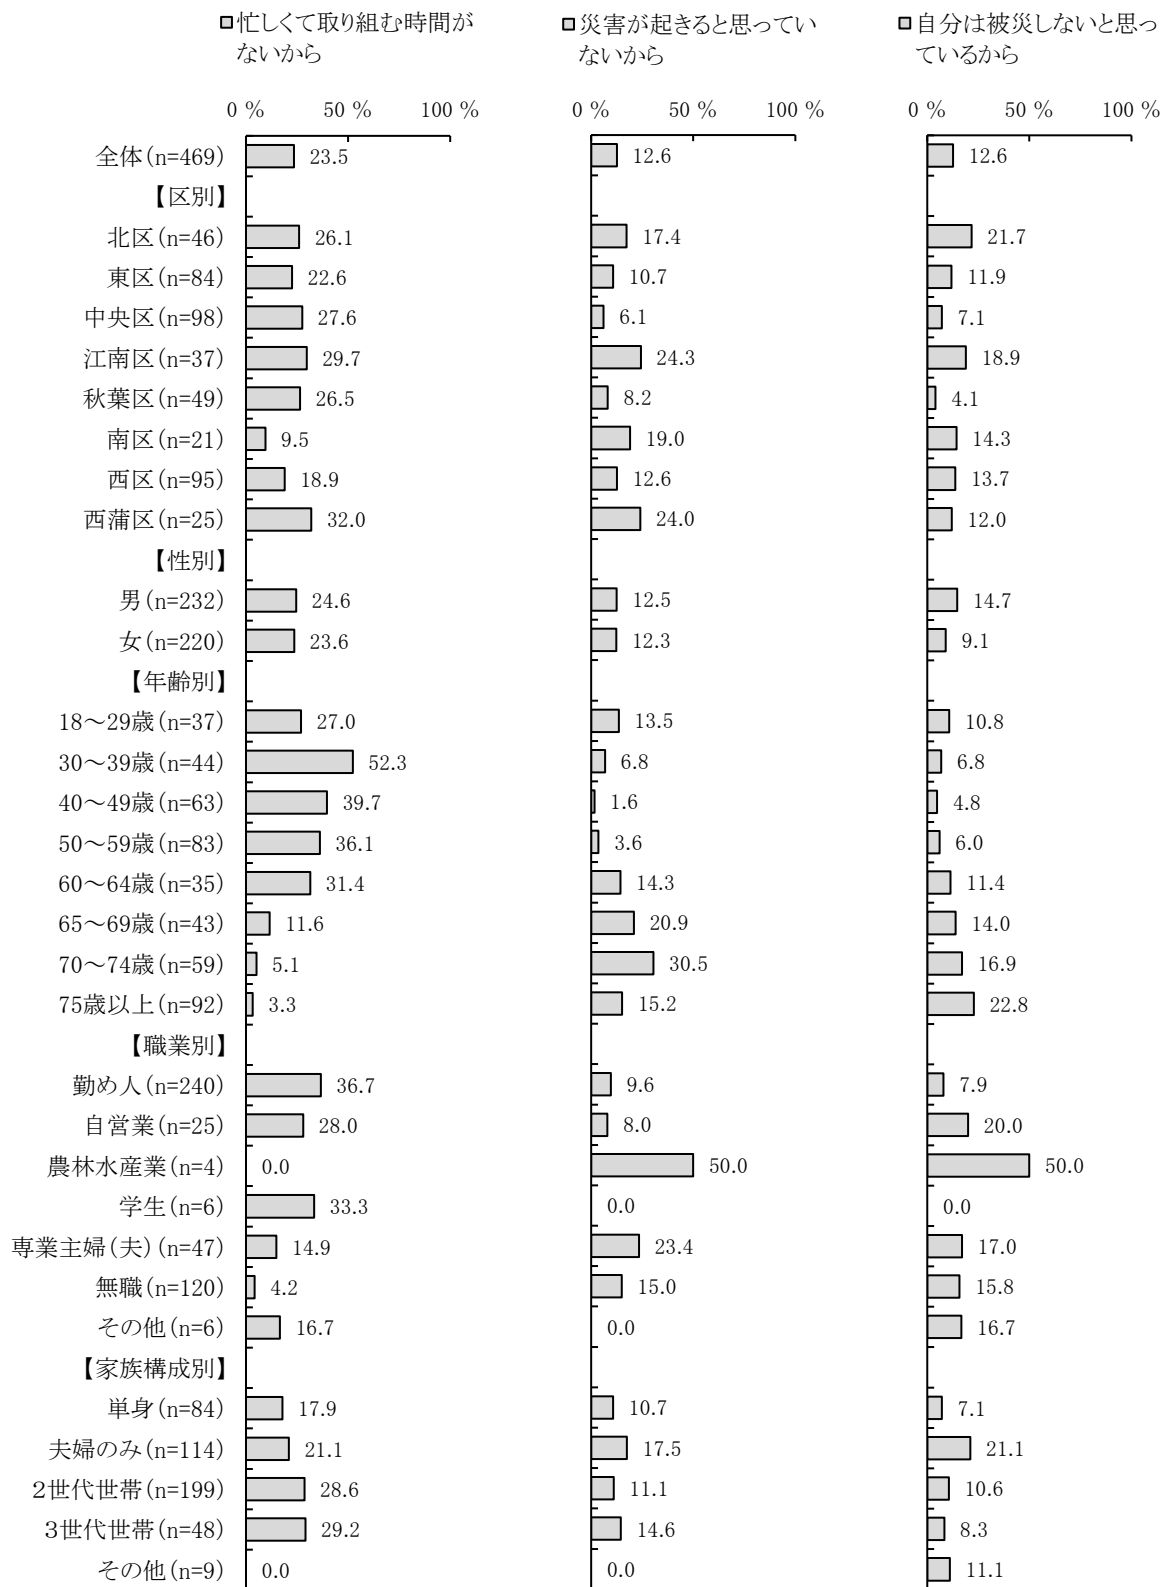 忙しくて取り組む時間が
ないから
災害が起きると思ってい
ないから
自分は被災しないと思っ
ているから
0 % 50 % 100 % 0 % 50 % 100 % 0 % 50 % 100 %
全体(n=469) 23.5 12.6 12.6
【区別】
北区(n=46) 26.1 17.4 21.7
東区(n=84) 22.6 10.7 11.9
中央区(n=98) 27.6 6.1 7.1
江南区(n=37) 29.7 24.3 18.9
秋葉区(n=49) 26.5 8.2 4.1
南区(n=21) 9.5 19.0 14.3
西区(n=95) 18.9 12.6 13.7
西蒲区(n=25) 32.0 24.0 12.0
【性別】
男(n=232) 24.6 12.5 14.7
女(n=220) 23.6 12.3 9.1
【年齢別】
18～29歳(n=37) 27.0 13.5 10.8
30～39歳(n=44) 52.3 6.8 6.8
40～49歳(n=63) 39.7 1.6 4.8
50～59歳(n=83) 36.1 3.6 6.0
60～64歳(n=35) 31.4 14.3 11.4
65～69歳(n=43) 11.6 20.9 14.0
70～74歳(n=59) 5.1 30.5 16.9
75歳以上(n=92) 3.3 15.2 22.8
【職業別】
勤め人(n=240) 36.7 9.6 7.9
自営業(n=25) 28.0 8.0 20.0
農林水産業(n=4) 0.0 50.0 50.0
学生(n=6) 33.3 0.0 0.0
専業主婦(夫)(n=47) 14.9 23.4 17.0
無職(n=120) 4.2 15.0 15.8
その他(n=6) 16.7 0.0 16.7
【家族構成別】
単身(n=84) 17.9 10.7 7.1
夫婦のみ(n=114) 21.1 17.5 21.1
２世代世帯(n=199) 28.6 11.1 10.6
３世代世帯(n=48) 29.2 14.6 8.3
その他(n=9) 0.0 0.0 11.1